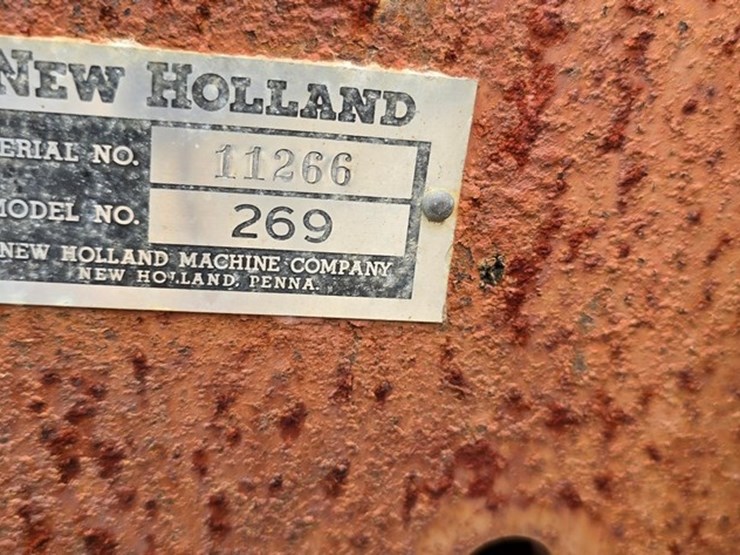 NEW HOLLAND
ERIAL NO. 11266
MODEL NO. 269
NEW HOLLAND MACHINE COMPANY
NEW HOLLAND, PENNA.